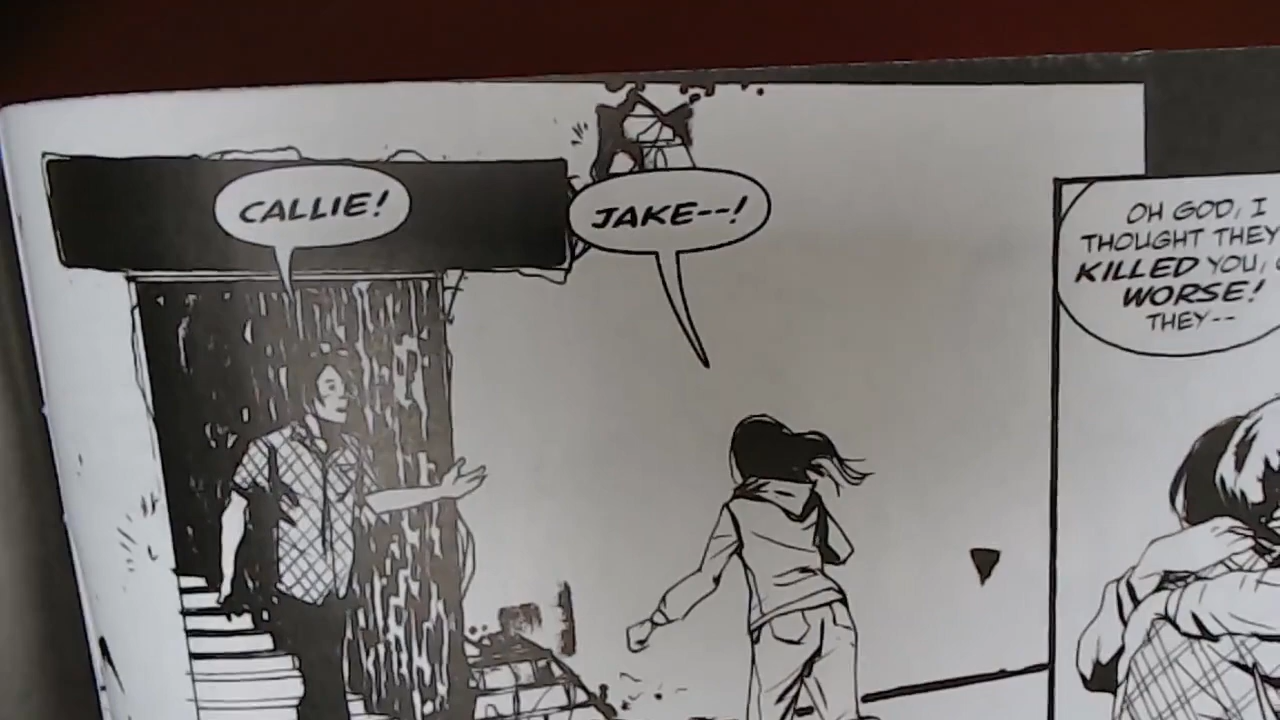 CALLIE!
JAKE--!
OH GOD, I
THOUGHT THEY
KILLED YOU,
WORSE!
THEY--